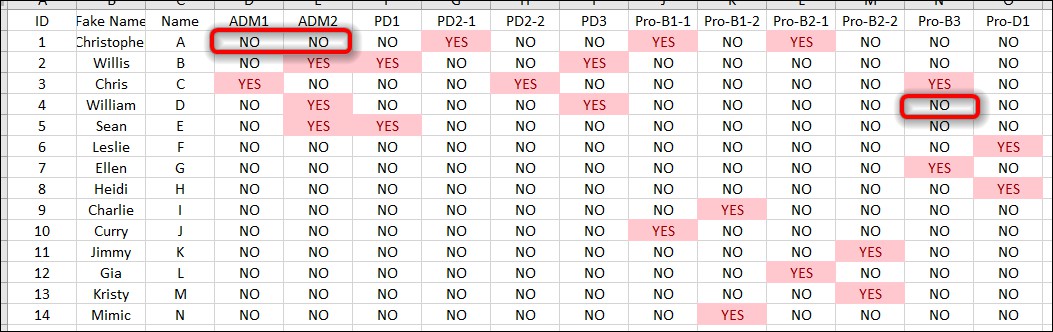 ID Fake Name Name ADM1 ADM2 PD1 PD2-1 PD2-2 PD3 Pro-B1-1 Pro-B1-2 Pro-B2-1 Pro-B2-2 Pro-B3 Pro-D1
1 Christophe A NO NO NO YES NO NO YES NO YES NO NO NO
2 Willis B NO YES YES NO NO YES NO NO NO NO NO NO
3 Chris C YES NO NO NO YES NO NO NO NO NO YES NO
4 William D NO YES NO NO NO YES NO NO NO NO NO NO
5 Sean E NO YES YES NO NO NO NO NO NO NO NO NO
6 Leslie F NO NO NO NO NO NO NO NO NO NO NO YES
7 Ellen G NO NO NO NO NO NO NO NO NO NO YES NO
8 Heidi H NO NO NO NO NO NO NO NO NO NO NO YES
9 Charlie I NO NO NO NO NO NO NO YES NO NO NO NO
10 Curry J NO NO NO NO NO NO YES NO NO NO NO NO
11 Jimmy K NO NO NO NO NO NO NO NO NO YES NO NO
12 Gia L NO NO NO NO NO NO NO NO YES NO NO NO
13 Kristy M NO NO NO NO NO NO NO NO NO YES NO NO
14 Mimic N NO NO NO NO NO NO NO YES NO NO NO NO